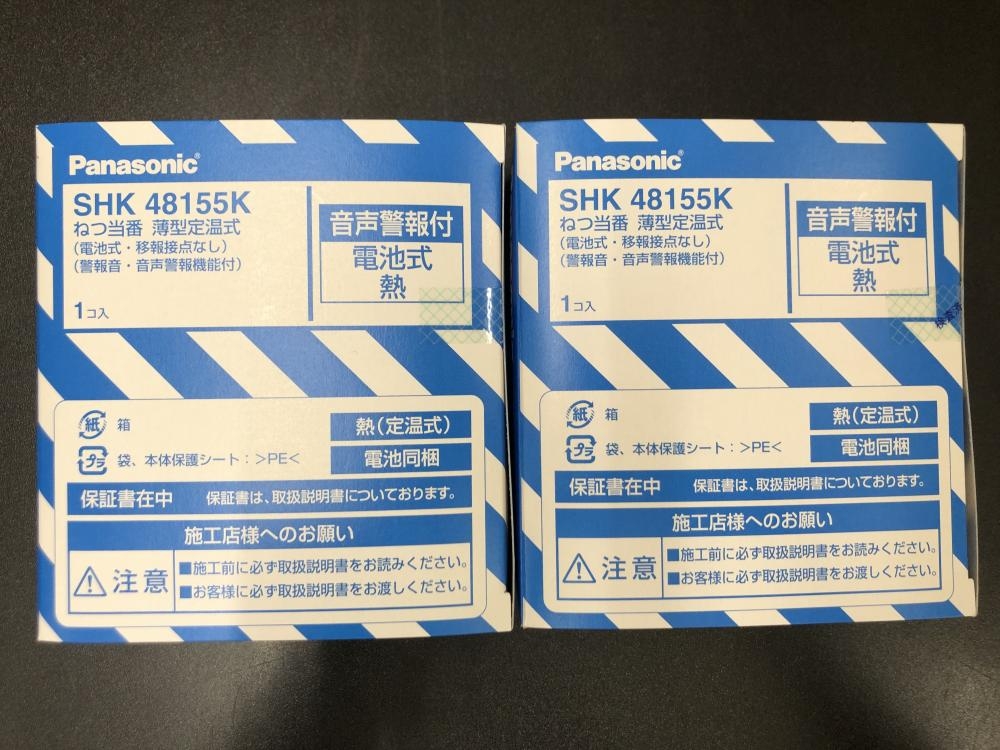 Panasonic®
SHK 48155K
ねつ当番 薄型定温式
(電池式・移報接点なし)
(警報音・音声警報機能付)
1コ入
音声警報付
電池式
熱
紙 箱
プラ 袋、本体保護シート:>PE<
熱(定温式)
電池同梱
保証書在中 保証書は、取扱説明書についております。
施工店様へのお願い
注意
■施工前に必ず取扱説明書をお読みください。
■お客様に必ず取扱説明書をお渡しください。
Panasonic®
SHK 48155K
ねつ当番 薄型定温式
(電池式・移報接点なし)
(警報音・音声警報機能付)
1コ入
音声警報付
電池式
熱
紙 箱
プラ 袋、本体保護シート:>PE<
熱(定温式)
電池同梱
保証書在中 保証書は、取扱説明書についております。
施工店様へのお願い
注意
■施工前に必ず取扱説明書をお読みください。
■お客様に必ず取扱説明書をお渡しください。